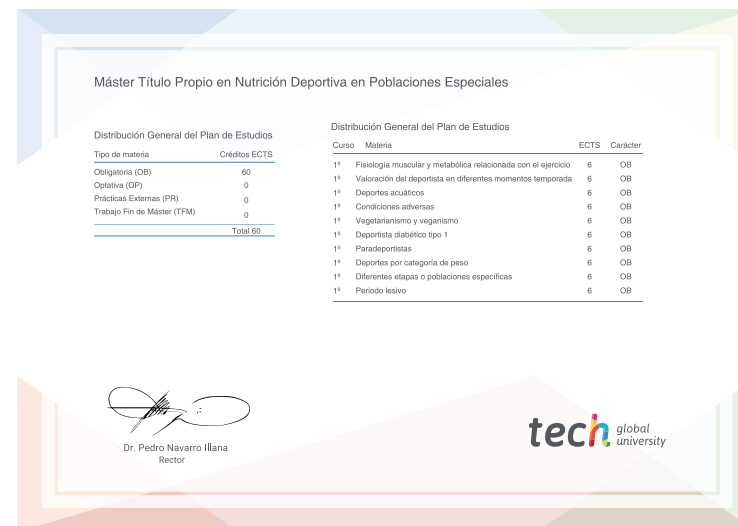 Máster Título Propio en Nutrición Deportiva en Poblaciones Especiales
Distribución General del Plan de Estudios
Tipo de materia Créditos ECTS
Obligatoria (OB) 60
Optativa (OP) 0
Prácticas Externas (PR) 0
Trabajo Fin de Máster (TFM) 0
Total 60
Distribución General del Plan de Estudios
Curso Materia ECTS Carácter
1º Fisiología muscular y metabólica relacionada con el ejercicio 6 OB
1º Valoración del deportista en diferentes momentos temporada 6 OB
1º Deportes acuáticos 6 OB
1º Condiciones adversas 6 OB
1º Vegetarianismo y veganismo 6 OB
1º Deportista diabético tipo 1 6 OB
1º Paradeportistas 6 OB
1º Deportes por categoría de peso 6 OB
1º Diferentes etapas o poblaciones específicas 6 OB
1º Periodo lesivo 6 OB
Dr. Pedro Navarro Illana
Rector
tech global
university